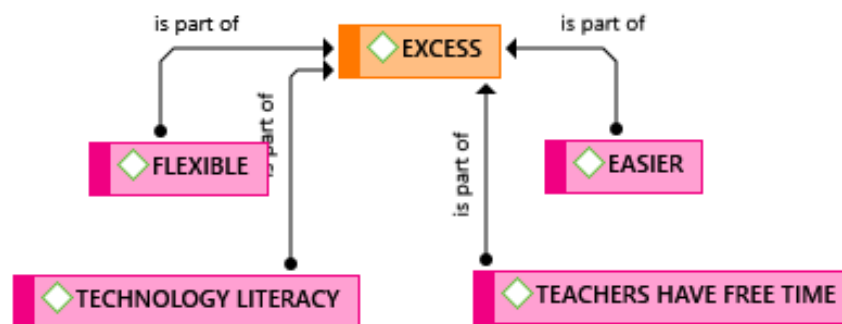 is part of
is part of
EXCESS
is part of
is part of
FLEXIBLE
EASIER
TECHNOLOGY LITERACY
TEACHERS HAVE FREE TIME